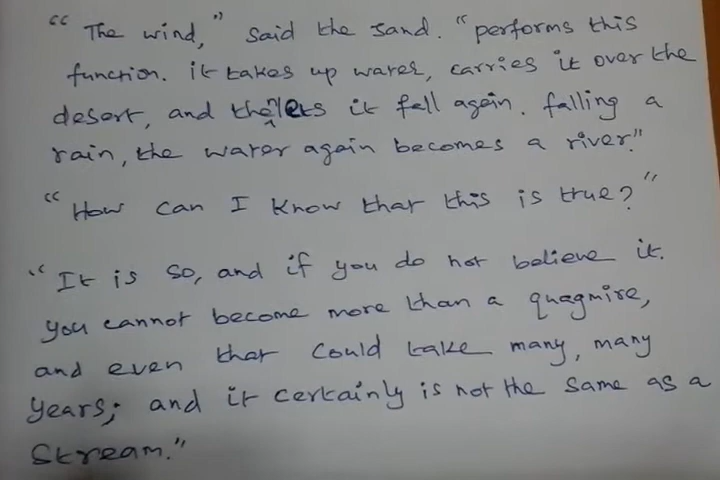 "The wind," said the sand. "performs this
function. it takes up water, carries it over the
desert, and then lets it fall again. falling a
rain, the water again becomes a river."
"How can I know that this is true?"
"It is so, and if you do not believe it.
you cannot become more than a quagmire,
and even that could take many, many
years; and it certainly is not the same as a
stream."